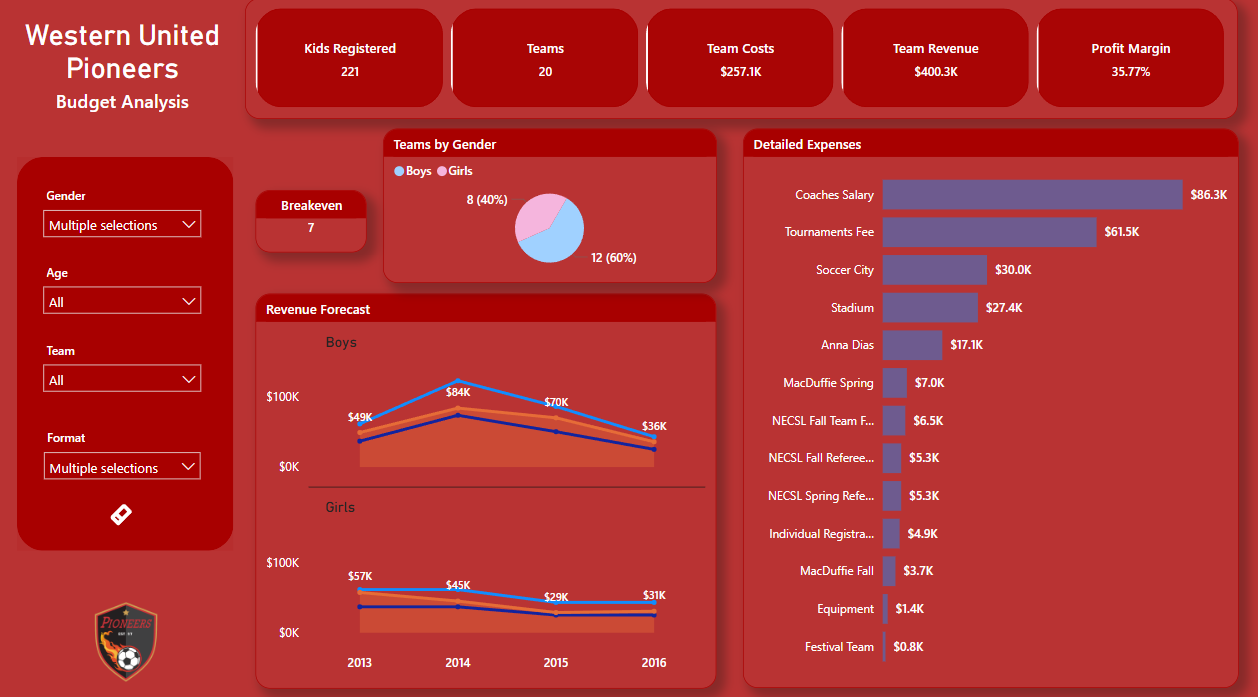 Western United
Pioneers
Budget Analysis
Kids Registered
221
Teams
20
Team Costs
$257.1K
Team Revenue
$400.3K
Profit Margin
35.77%
Gender
Multiple selections
Age
All
Team
All
Format
Multiple selections
PIONEERS
Breakeven
7
Teams by Gender
Boys Girls
8 (40%)
12 (60%)
Revenue Forecast
Boys
$100K
$0K
$49K
$84K
$70K
$36K
Girls
$100K
$0K
$57K
$45K
$29K
$31K
2013 2014 2015 2016
Detailed Expenses
Coaches Salary $86.3K
Tournaments Fee $61.5K
Soccer City $30.0K
Stadium $27.4K
Anna Dias $17.1K
MacDuffie Spring $7.0K
NECSL Fall Team F... $6.5K
NECSL Fall Referee... $5.3K
NECSL Spring Refe... $5.3K
Individual Registra... $4.9K
MacDuffie Fall $3.7K
Equipment $1.4K
Festival Team $0.8K